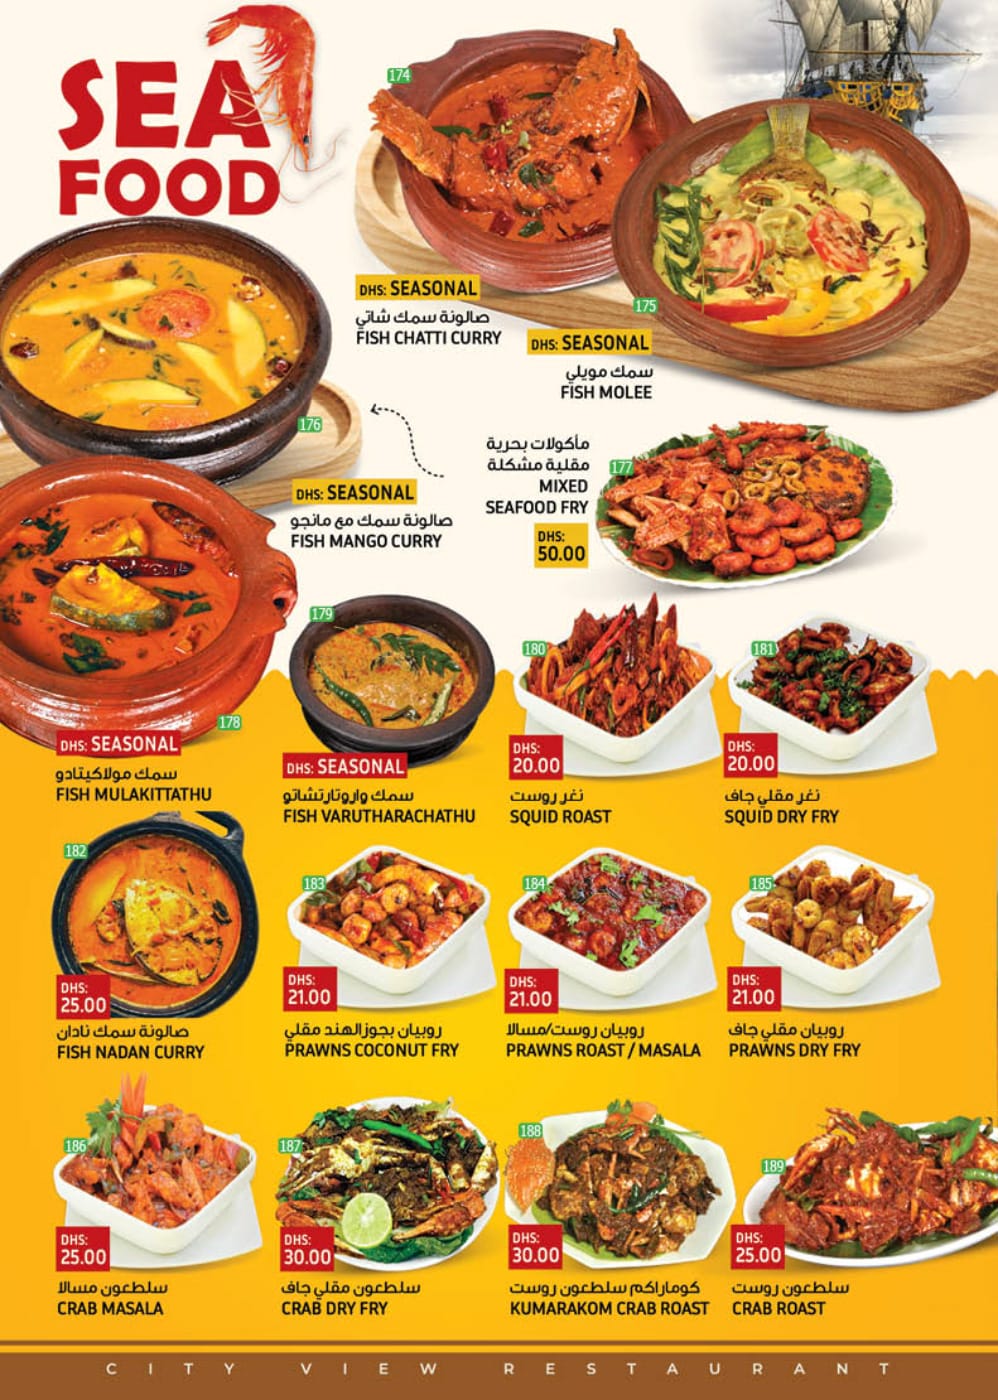 SEA
FOOD
174
DHS: SEASONAL
صالونة سمك شاتي
FISH CHATTI CURRY
175
DHS: SEASONAL
سمك مويلي
FISH MOLEE
176
DHS: SEASONAL
صالونة سمك مع مانجو
FISH MANGO CURRY
مأكولات بحرية
مقلية مشكلة
177
MIXED
SEAFOOD FRY
DHS:
50.00
178
DHS: SEASONAL
سمك مولاكيتادو
FISH MULAKITTATHU
179
DHS: SEASONAL
سمك واروتارتشاتو
FISH VARUTHARACHATHU
180
DHS:
20.00
نغر روست
SQUID ROAST
181
DHS:
20.00
نغر مقلي جاف
SQUID DRY FRY
182
DHS:
25.00
صالونة سمك نادان
FISH NADAN CURRY
183
DHS:
21.00
روبيان بجوزالهند مقلي
PRAWNS COCONUT FRY
184
DHS:
21.00
روبيان روست/مسالا
PRAWNS ROAST / MASALA
185
DHS:
21.00
روبيان مقلي جاف
PRAWNS DRY FRY
186
DHS:
25.00
سلطعون مسالا
CRAB MASALA
187
DHS:
30.00
سلطعون مقلي جاف
CRAB DRY FRY
188
DHS:
30.00
كوماراكم سلطعون روست
KUMARAKOM CRAB ROAST
189
DHS:
25.00
سلطعون روست
CRAB ROAST
CITY VIEW RESTAURANT